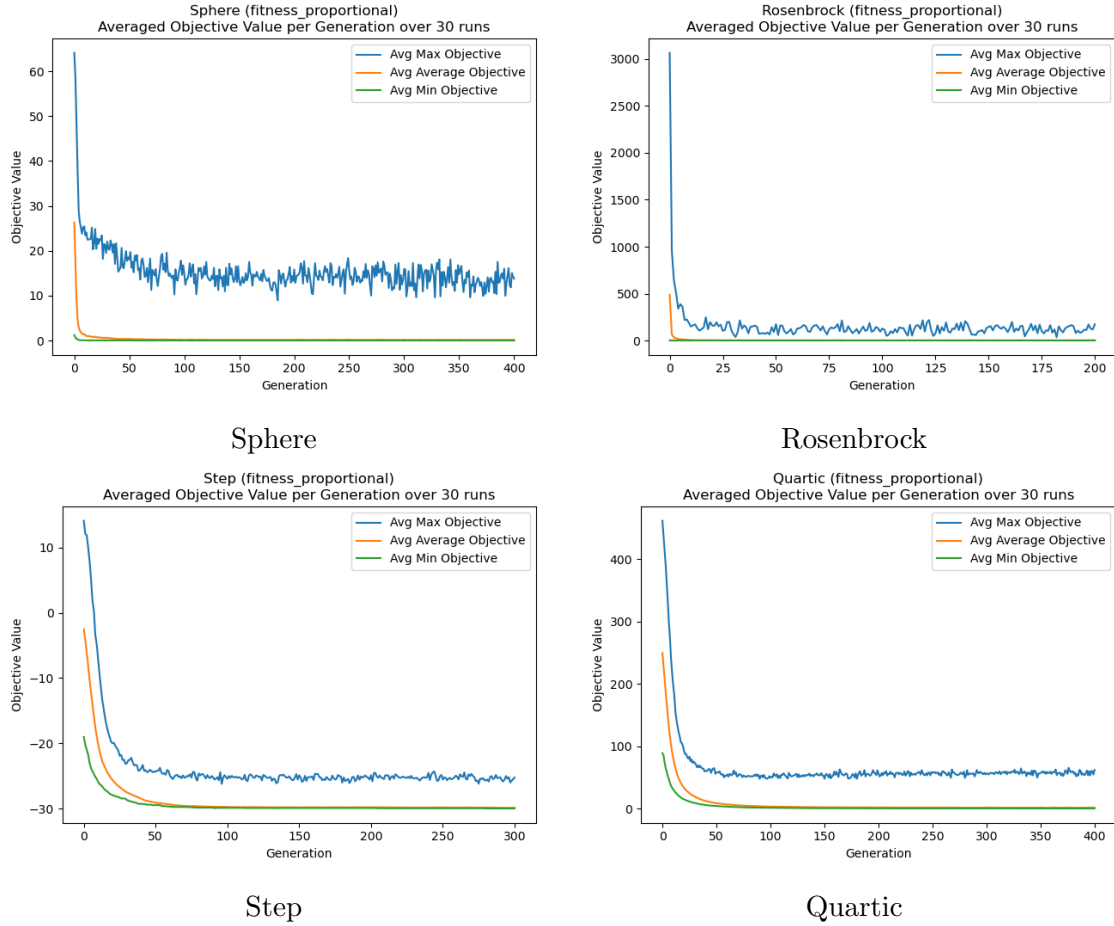 Sphere (fitness_proportional)
Averaged Objective Value per Generation over 30 runs
Avg Max Objective
Avg Average Objective
Avg Min Objective
Objective Value
60
50
40
30
20
10
0
0 50 100 150 200 250 300 350 400
Generation
Sphere
Rosenbrock (fitness_proportional)
Averaged Objective Value per Generation over 30 runs
Avg Max Objective
Avg Average Objective
Avg Min Objective
Objective Value
3000
2500
2000
1500
1000
500
0
0 25 50 75 100 125 150 175 200
Generation
Rosenbrock
Step (fitness_proportional)
Averaged Objective Value per Generation over 30 runs
Avg Max Objective
Avg Average Objective
Avg Min Objective
Objective Value
10
0
−10
−20
−30
0 50 100 150 200 250 300
Generation
Step
Quartic (fitness_proportional)
Averaged Objective Value per Generation over 30 runs
Avg Max Objective
Avg Average Objective
Avg Min Objective
Objective Value
400
300
200
100
0
0 50 100 150 200 250 300 350 400
Generation
Quartic